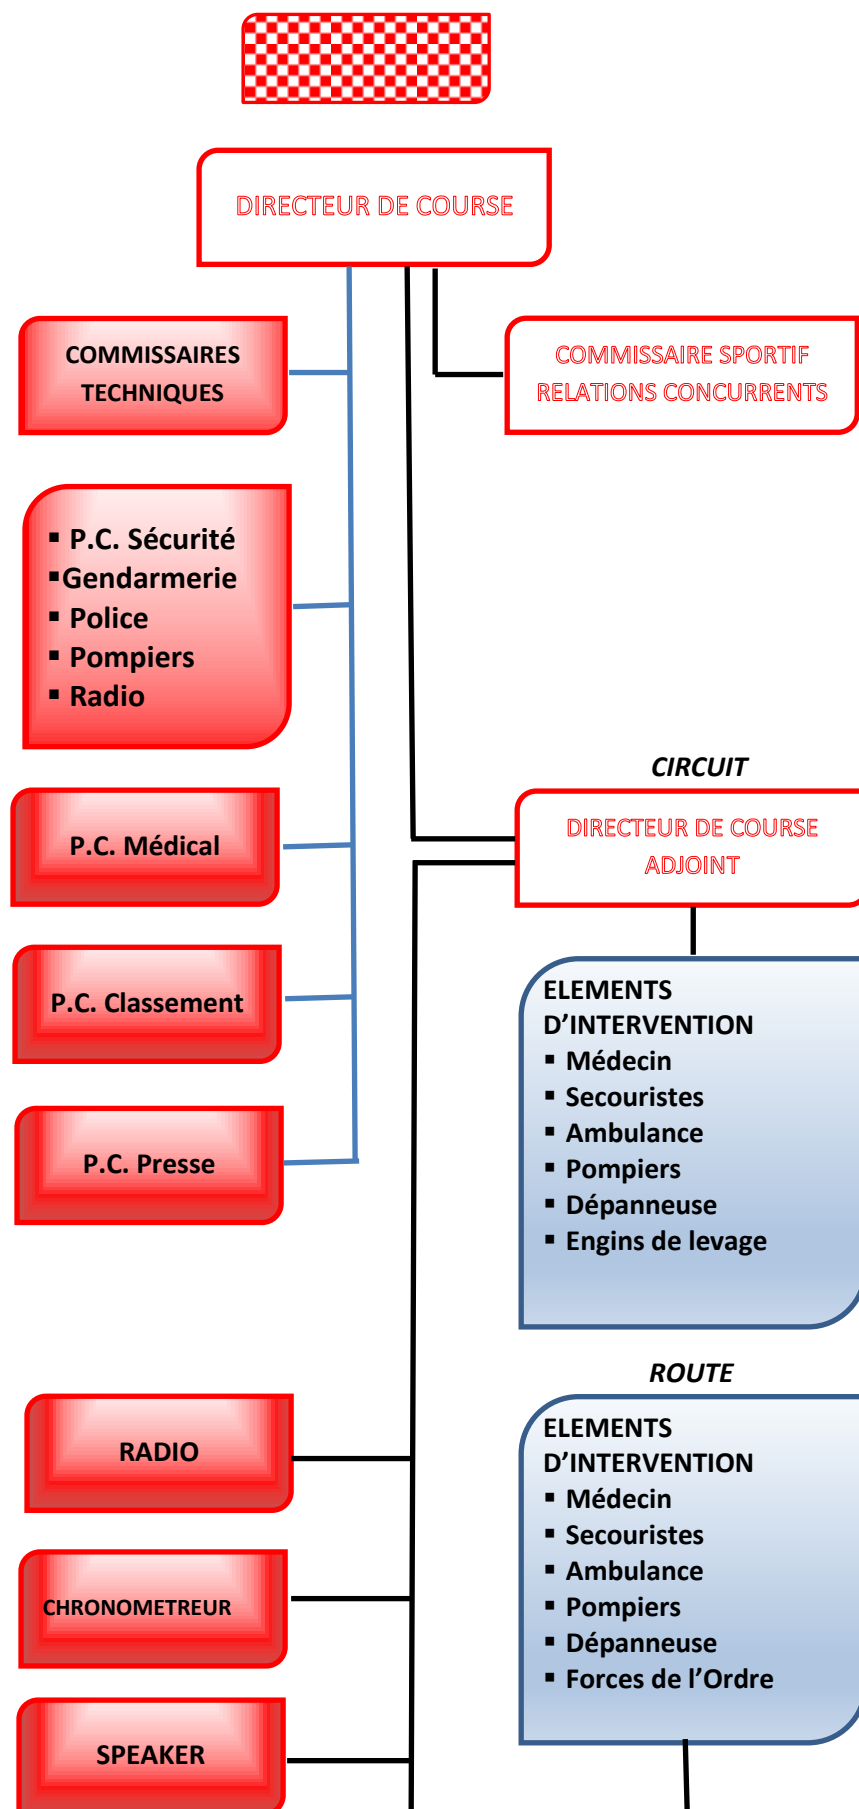 DIRECTEUR DE COURSE
COMMISSAIRES
TECHNIQUES
COMMISSAIRE SPORTIF
RELATIONS CONCURRENTS
▪ P.C. Sécurité
▪Gendarmerie
▪ Police
▪ Pompiers
▪ Radio
CIRCUIT
DIRECTEUR DE COURSE
ADJOINT
P.C. Médical
P.C. Classement
P.C. Presse
ELEMENTS
D’INTERVENTION
▪ Médecin
▪ Secouristes
▪ Ambulance
▪ Pompiers
▪ Dépanneuse
▪ Engins de levage
ROUTE
ELEMENTS
D’INTERVENTION
▪ Médecin
▪ Secouristes
▪ Ambulance
▪ Pompiers
▪ Dépanneuse
▪ Forces de l’Ordre
RADIO
CHRONOMETREUR
SPEAKER